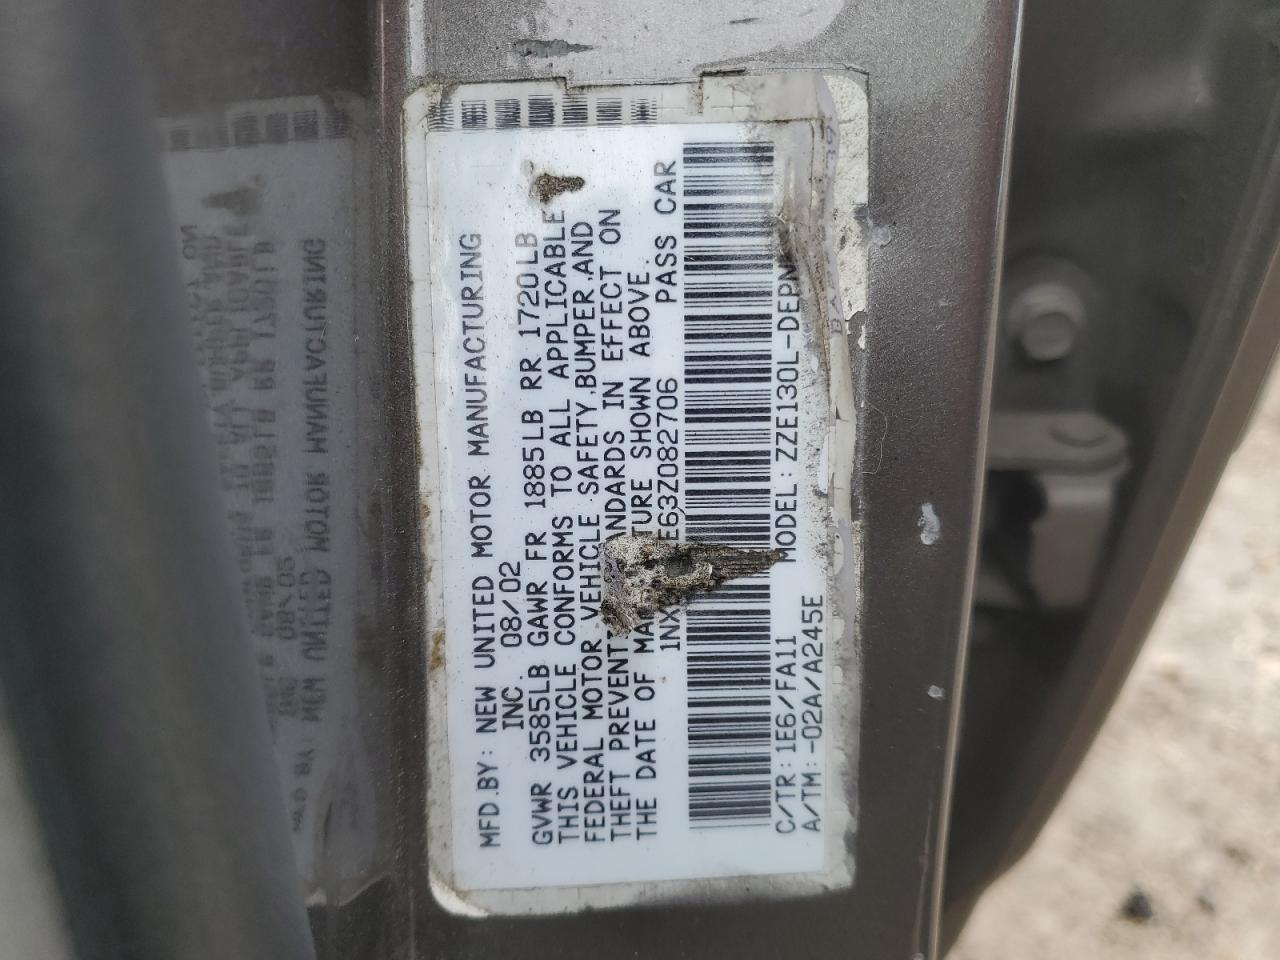 MFD.BY: NEW UNITED MOTOR MANUFACTURING
INC. 08/02
GVWR 3585LB GAWR FR 1885LB RR 1720LB
THIS VEHICLE CONFORMS TO ALL APPLICABLE
FEDERAL MOTOR VEHICLE SAFETY,BUMPER,AND
THEFT PREVENT ANDARDS IN EFFECT ON
THE DATE OF MA TURE SHOWN ABOVE.
1NX E63Z082706 PASS CAR
MODEL: ZZE130L-DEPN
C/TR: 1E6/FA11
A/TM:-02A/A245E